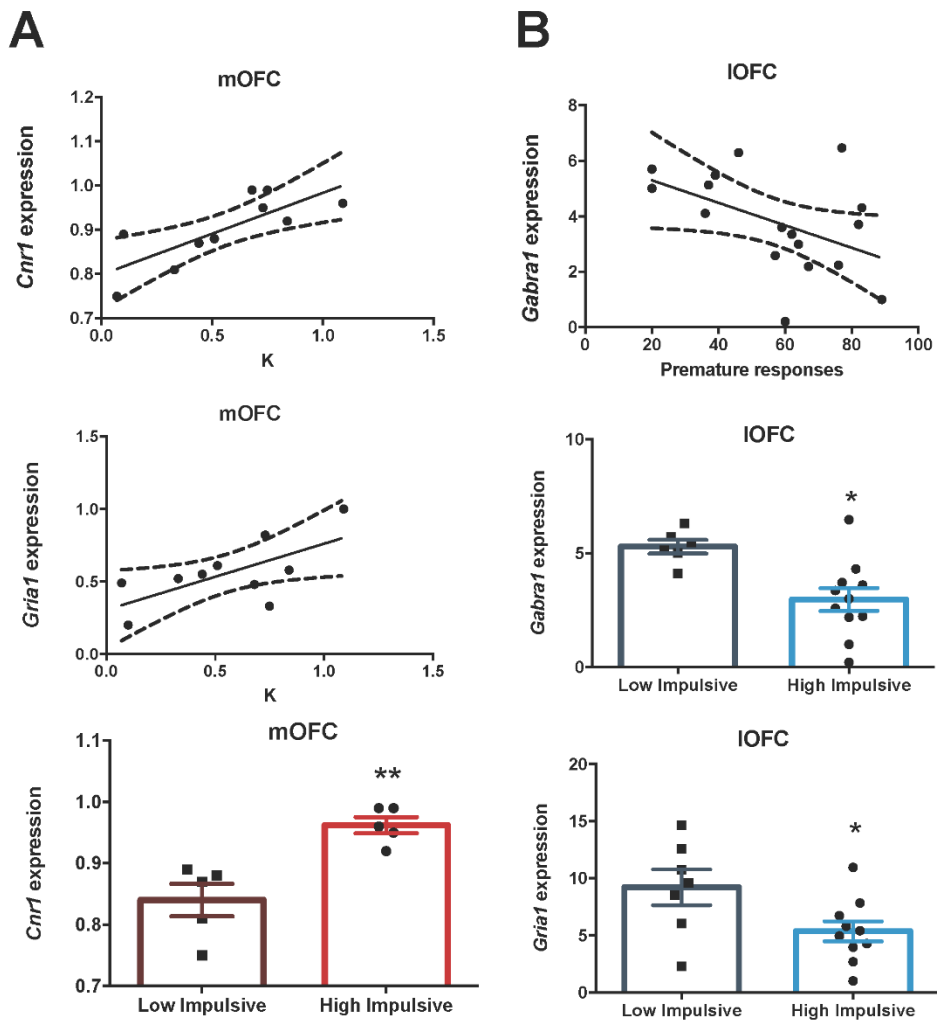 A
mOFC
Cnr1 expression
1.2
1.1
1.0
0.9
0.8
0.7
0.0
0.5
1.0
1.5
K
mOFC
Gria1 expression
1.5
1.0
0.5
0.0
0.0
0.5
1.0
1.5
K
mOFC
Cnr1 expression
1.1
1.0
0.9
0.8
0.7
**
Low Impulsive
High Impulsive
B
lOFC
Gabra1 expression
8
6
4
2
0
0
20
40
60
80
100
Premature responses
lOFC
Gabra1 expression
10
5
0
*
Low Impulsive
High Impulsive
lOFC
Gria1 expression
20
15
10
5
0
*
Low Impulsive
High Impulsive